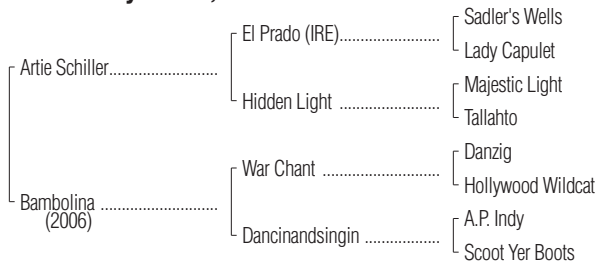 Sadler's Wells
El Prado (IRE)....................
Lady Capulet
Artie Schiller......................
Majestic Light
Hidden Light ....................
Tallahto
Danzig
War Chant .......................
Hollywood Wildcat
Bambolina .......................
(2006)
A.P. Indy
Dancinandsingin ...............
Scoot Yer Boots